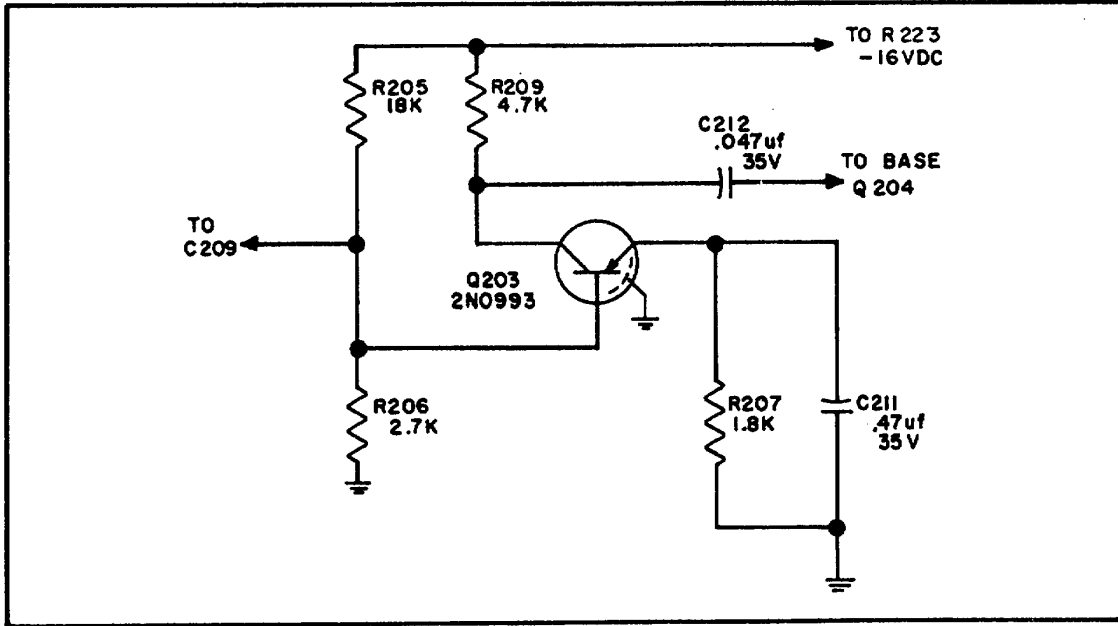 TO R223
-16VDC
R205
18K
R209
4.7K
C212
.047uf
35V
TO BASE
Q204
TO
C209
Q203
2N0993
R206
2.7K
R207
1.8K
C211
.47uf
35V